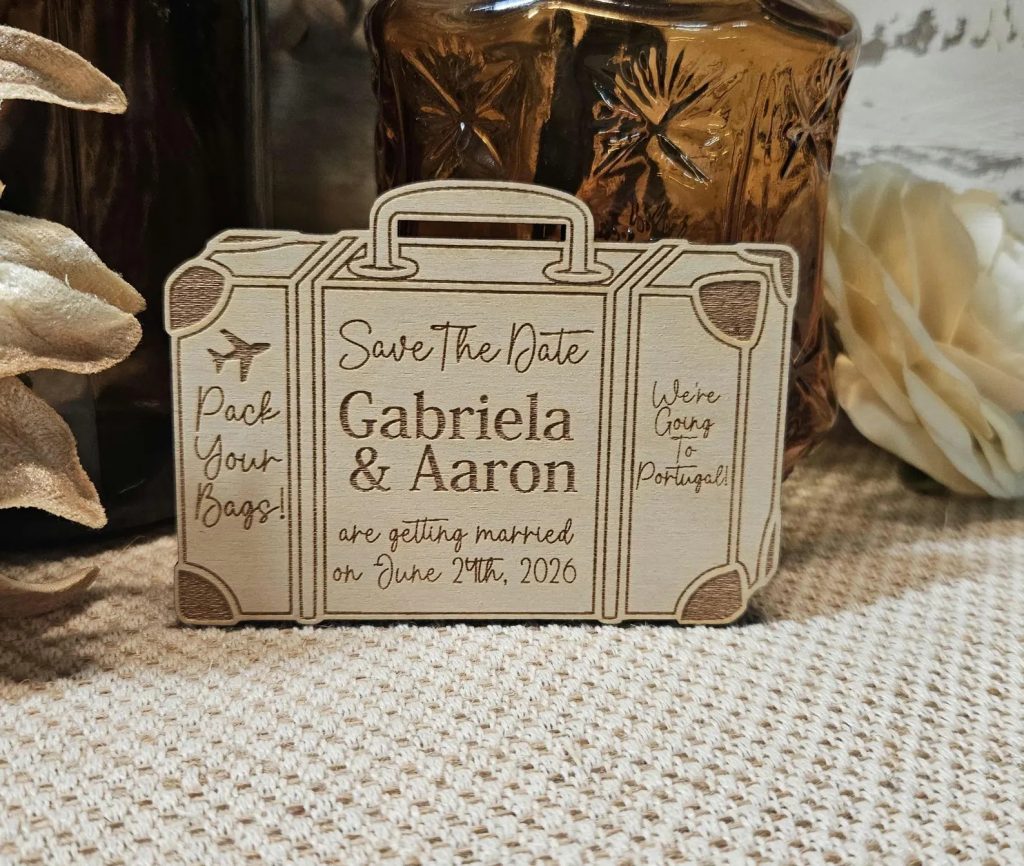 Pack
Your
Bags!
Save The Date
Gabriela
& Aaron
are getting married
on June 29th, 2026
We're
Going
To
Portugal!